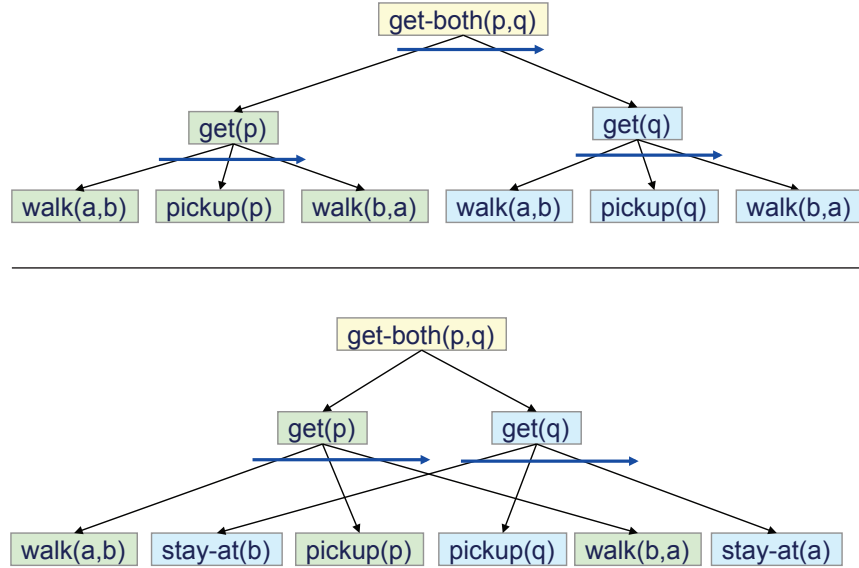 get-both(p,q)
get(p)
get(q)
walk(a,b)
pickup(p)
walk(b,a)
walk(a,b)
pickup(q)
walk(b,a)
get-both(p,q)
get(p)
get(q)
walk(a,b)
stay-at(b)
pickup(p)
pickup(q)
walk(b,a)
stay-at(a)